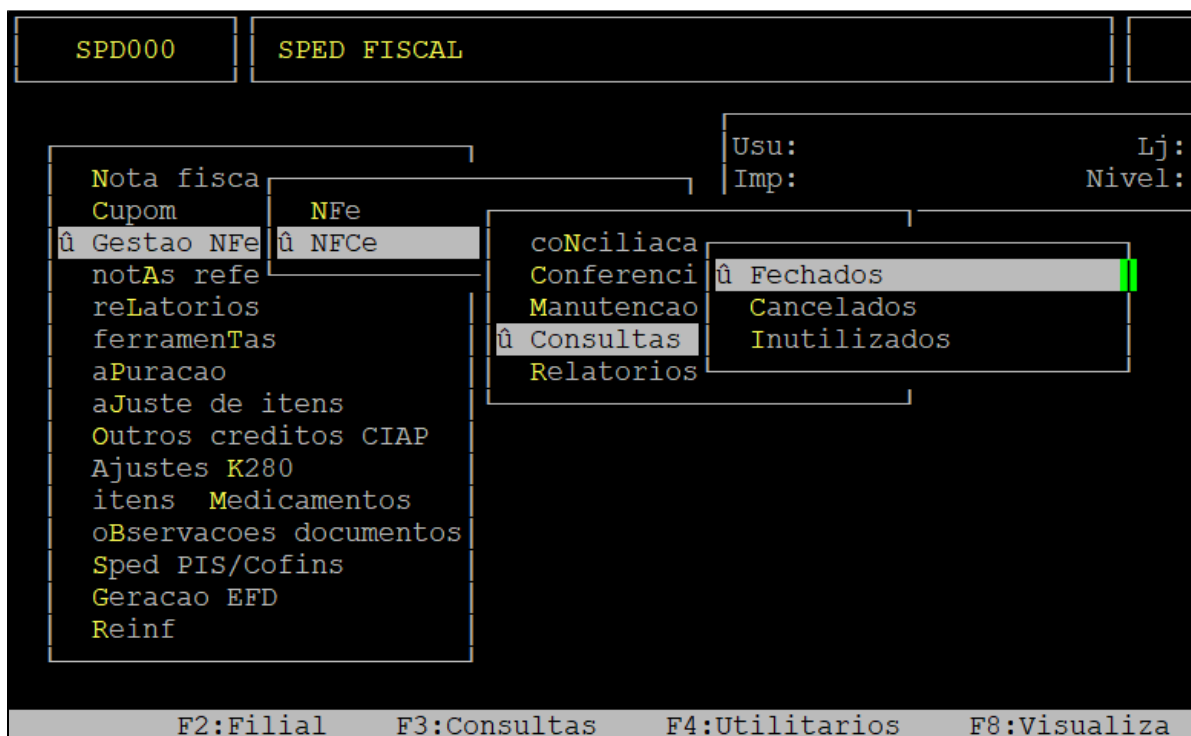 SPD000 SPED FISCAL
Usu: Lj:
Nota fisca Imp: Nivel:
Cupom NFe
û Gestao NFe û NFCe coNciliaca
notAs refe Conferenci û Fechados
reLatorios Manutencao Cancelados
ferramenTas û Consultas Inutilizados
aPuracao Relatorios
aJuste de itens
Outros creditos CIAP
Ajustes K280
itens Medicamentos
oBservacoes documentos
Sped PIS/Cofins
Geracao EFD
Reinf
F2:Filial F3:Consultas F4:Utilitarios F8:Visualiza